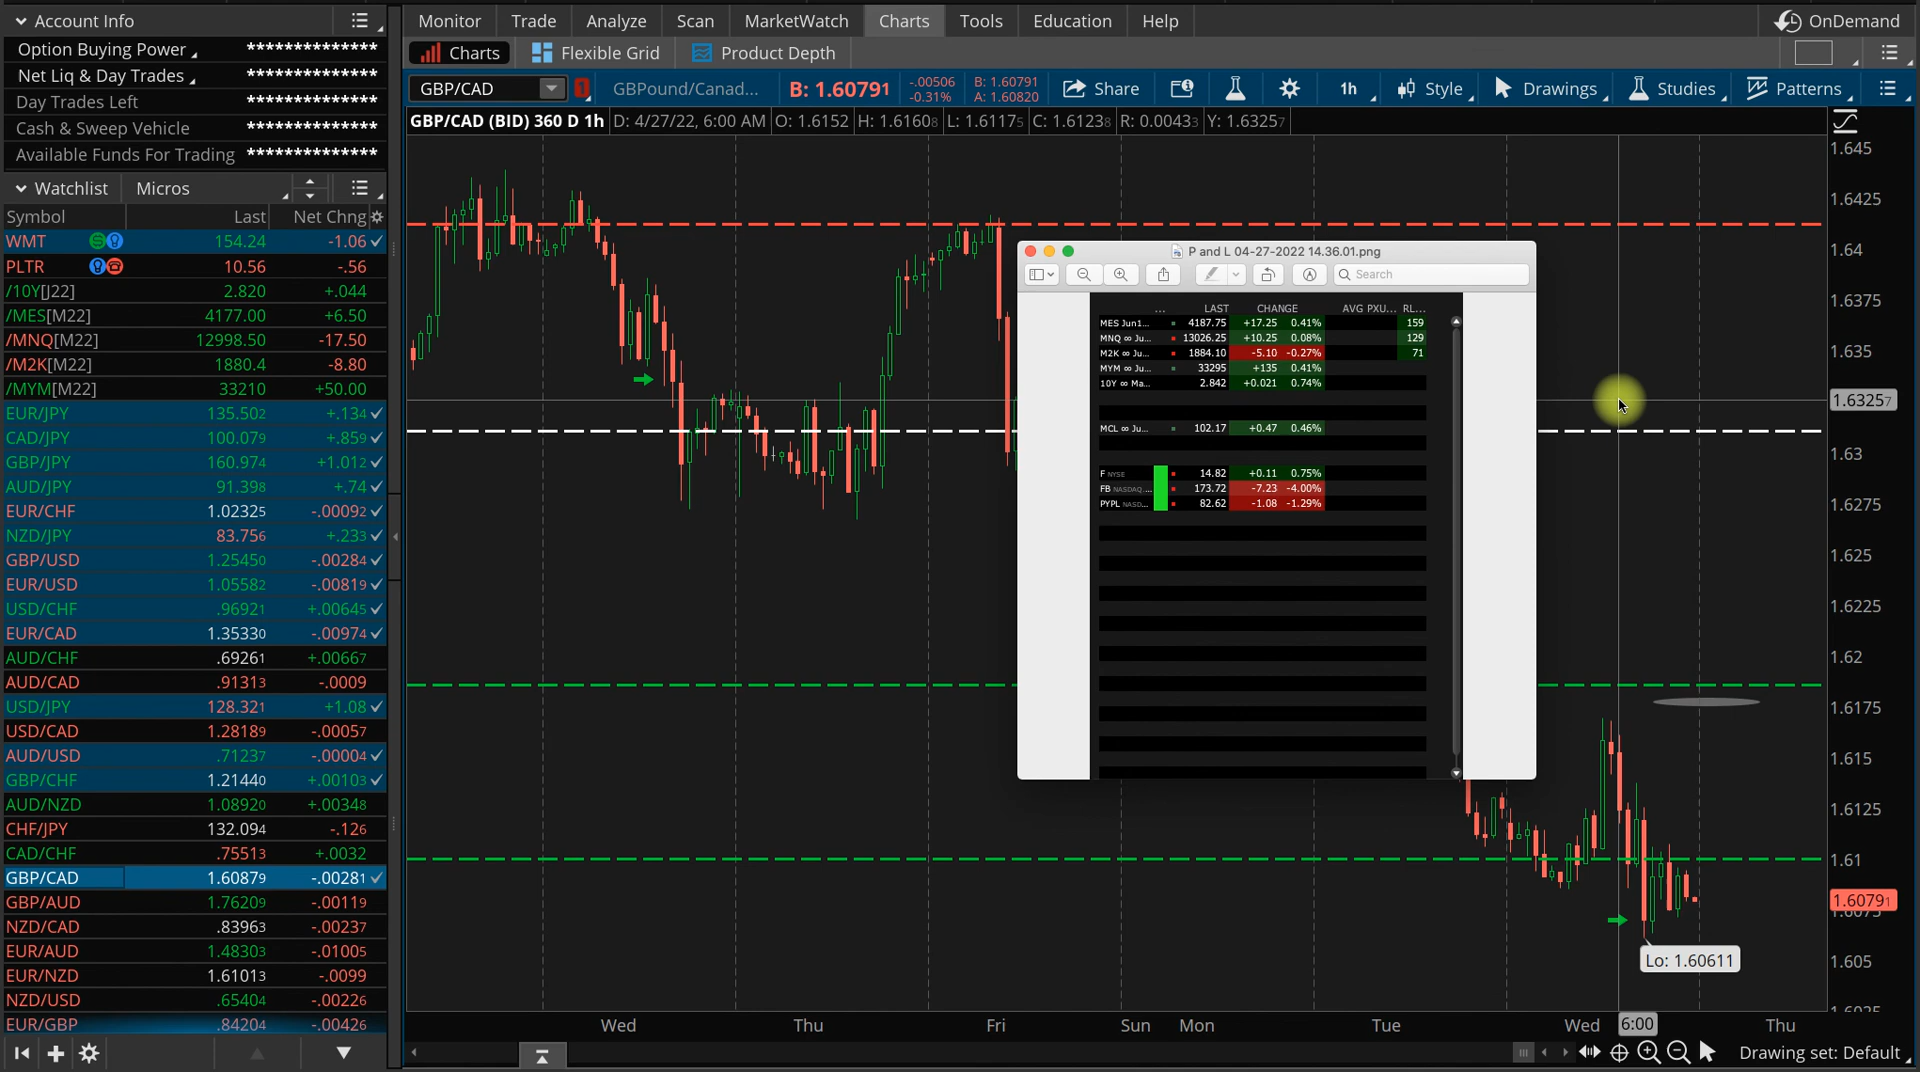 Account Info
Option Buying Power **************
Net Liq & Day Trades **************
Day Trades Left **************
Cash & Sweep Vehicle **************
Available Funds For Trading **************
Watchlist Micros
Symbol Last Net Chng
WMT 154.24 -1.06
PLTR 10.56 -.56
/10Y[J22] 2.820 +.044
/MES[M22] 4177.00 +6.50
/MNQ[M22] 12998.50 -17.50
/M2K[M22] 1880.4 -8.80
/MYM[M22] 33210 +50.00
EUR/JPY 135.502 +.134
CAD/JPY 100.079 +.859
GBP/JPY 160.974 +1.012
AUD/JPY 91.398 +.74
EUR/CHF 1.02325 -.00092
NZD/JPY 83.756 +.233
GBP/USD 1.25450 -.00284
EUR/USD 1.05582 -.00819
USD/CHF .96921 +.00645
EUR/CAD 1.35330 -.00974
AUD/CHF .69261 +.00667
AUD/CAD .91313 -.0009
USD/JPY 128.321 +1.08
USD/CAD 1.28189 -.00057
AUD/USD .71237 -.00004
GBP/CHF 1.21440 +.00103
AUD/NZD 1.08920 +.00348
CHF/JPY 132.094 -.126
CAD/CHF .75513 +.0032
GBP/CAD 1.60879 -.00281
GBP/AUD 1.76209 -.00119
NZD/CAD .83963 -.00237
EUR/AUD 1.48303 -.01005
EUR/NZD 1.61013 -.0099
NZD/USD .65404 -.00226
EUR/GBP .84204 -.00426
Monitor Trade Analyze Scan MarketWatch Charts Tools Education Help OnDemand
Charts Flexible Grid Product Depth
GBP/CAD 1 GBPound/Canad... B: 1.60791 -.00506 -0.31% B: 1.60791 A: 1.60820 Share 1h Style Drawings Studies Patterns
GBP/CAD (BID) 360 D 1h D: 4/27/22, 6:00 AM O: 1.6152 H: 1.61608 L: 1.61175 C: 1.61238 R: 0.00433 Y: 1.63257
1.645
1.6425
1.64
1.6375
1.635
1.63257
1.63
1.6275
1.625
1.6225
1.62
1.6175
1.615
1.6125
1.61
1.60791
1.605
P and L 04-27-2022 14.36.01.png
Search
... LAST CHANGE AVG PXU... RL...
MES Jun1... 4187.75 +17.25 0.41% 159
MNQ ∞ Ju... 13026.25 +10.25 0.08% 129
M2K ∞ Ju... 1884.10 -5.10 -0.27% 71
MYM ∞ Ju... 33295 +135 0.41%
10Y ∞ Ma... 2.842 +0.021 0.74%
MCL ∞ Ju... 102.17 +0.47 0.46%
F NYSE 14.82 +0.11 0.75%
FB NASDAQ.... 173.72 -7.23 -4.00%
PYPL NASD... 82.62 -1.08 -1.29%
Lo: 1.60611
Wed Thu Fri Sun Mon Tue Wed 6:00 Thu
Drawing set: Default